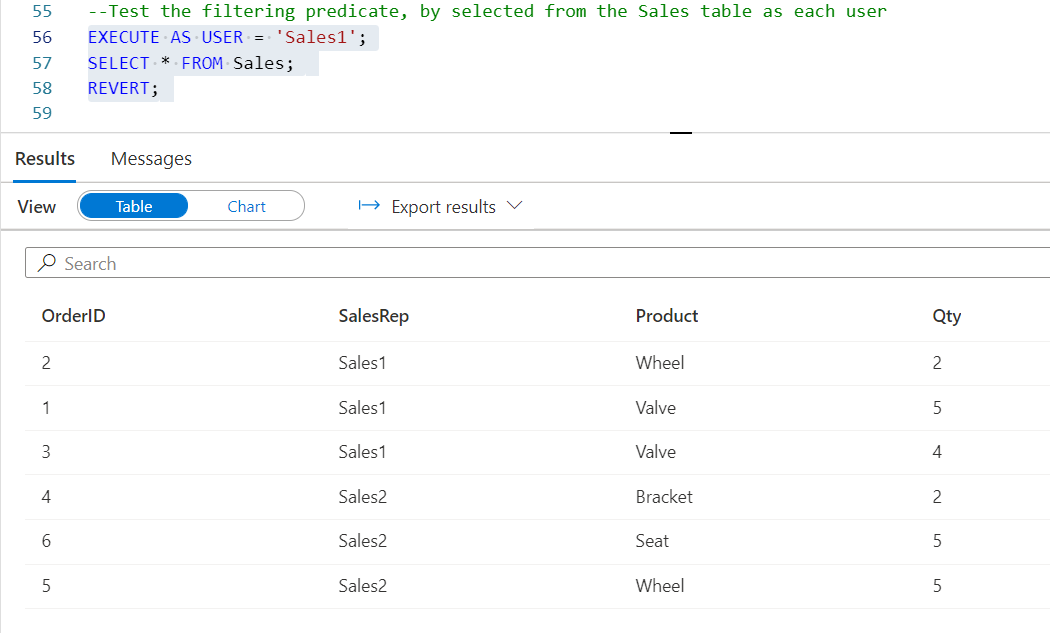 55 --Test the filtering predicate, by selected from the Sales table as each user
56 EXECUTE AS USER = 'Sales1';
57 SELECT * FROM Sales;
58 REVERT;
59
Results Messages
View Table Chart Export results
Search
OrderID SalesRep Product Qty
2 Sales1 Wheel 2
1 Sales1 Valve 5
3 Sales1 Valve 4
4 Sales2 Bracket 2
6 Sales2 Seat 5
5 Sales2 Wheel 5